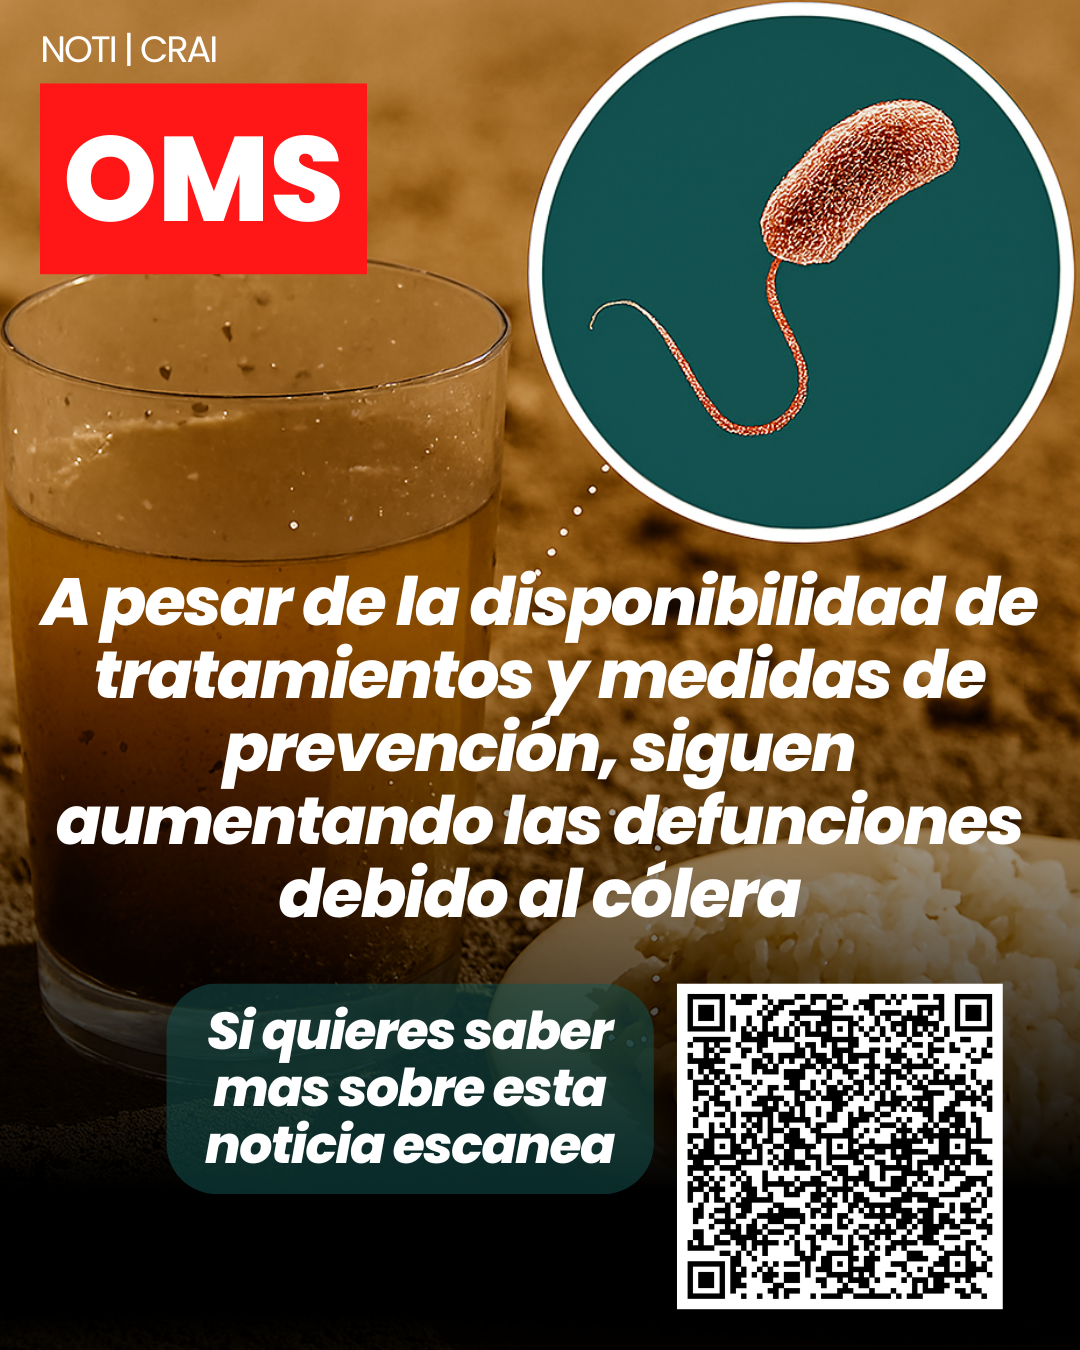 NOTI | CRAI
OMS
A pesar de la disponibilidad de
tratamientos y medidas de
prevención, siguen
aumentando las defunciones
debido al cólera
Si quieres saber
mas sobre esta
noticia escanea